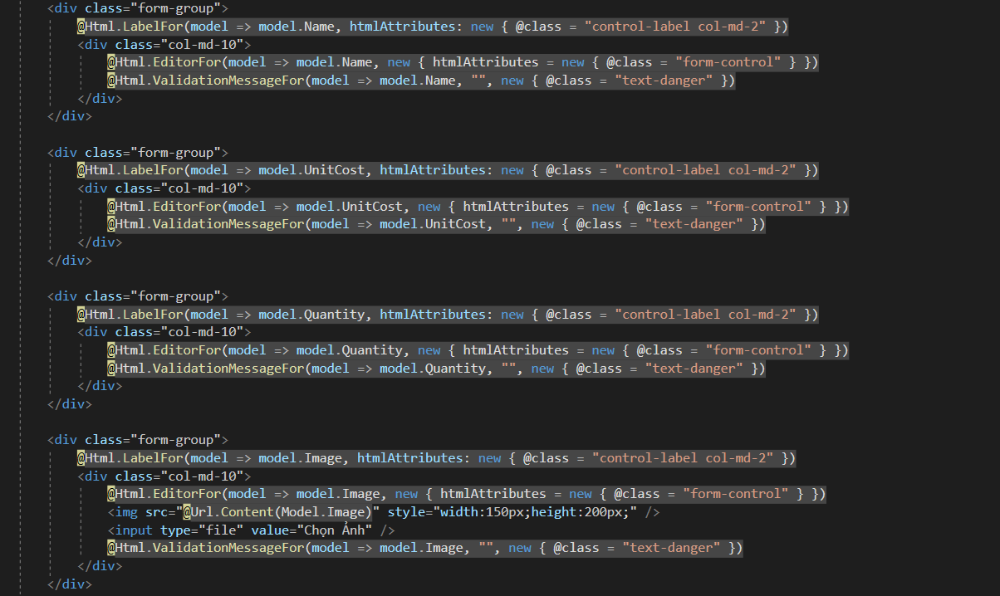 <div class="form-group">
@Html.LabelFor(model => model.Name, htmlAttributes: new { @class = "control-label col-md-2" })
<div class="col-md-10">
@Html.EditorFor(model => model.Name, new { htmlAttributes = new { @class = "form-control" } })
@Html.ValidationMessageFor(model => model.Name, "", new { @class = "text-danger" })
</div>
</div>
<div class="form-group">
@Html.LabelFor(model => model.UnitCost, htmlAttributes: new { @class = "control-label col-md-2" })
<div class="col-md-10">
@Html.EditorFor(model => model.UnitCost, new { htmlAttributes = new { @class = "form-control" } })
@Html.ValidationMessageFor(model => model.UnitCost, "", new { @class = "text-danger" })
</div>
</div>
<div class="form-group">
@Html.LabelFor(model => model.Quantity, htmlAttributes: new { @class = "control-label col-md-2" })
<div class="col-md-10">
@Html.EditorFor(model => model.Quantity, new { htmlAttributes = new { @class = "form-control" } })
@Html.ValidationMessageFor(model => model.Quantity, "", new { @class = "text-danger" })
</div>
</div>
<div class="form-group">
@Html.LabelFor(model => model.Image, htmlAttributes: new { @class = "control-label col-md-2" })
<div class="col-md-10">
@Html.EditorFor(model => model.Image, new { htmlAttributes = new { @class = "form-control" } })
<img src="@Url.Content(Model.Image)" style="width:150px;height:200px;" />
<input type="file" value="Chọn Ảnh" />
@Html.ValidationMessageFor(model => model.Image, "", new { @class = "text-danger" })
</div>
</div>